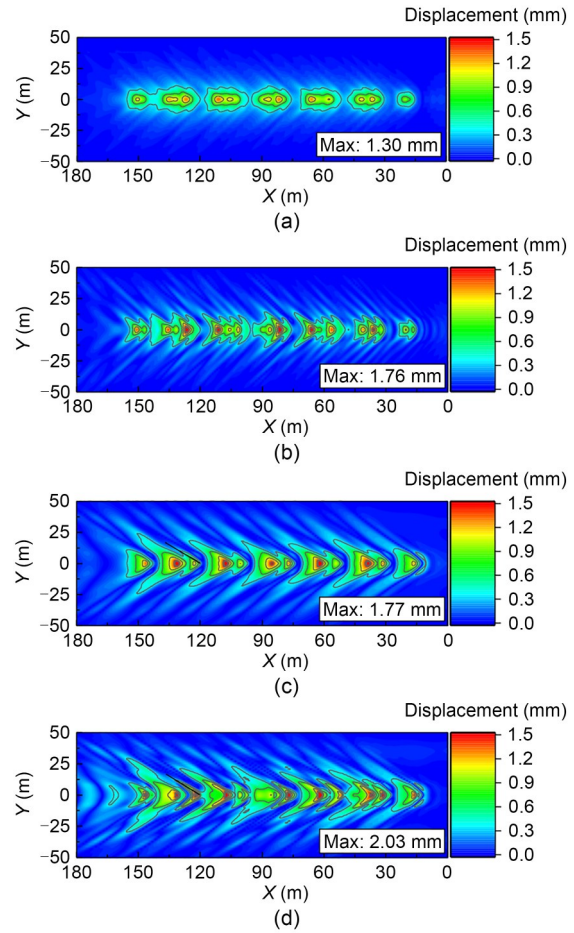 Displacement (mm)
50
25
0
−25
−50
Y (m)
Max: 1.30 mm
1.5
1.2
0.9
0.6
0.3
0.0
180 150 120 90 60 30 0
X (m)
(a)
Displacement (mm)
50
25
0
−25
−50
Y (m)
Max: 1.76 mm
1.5
1.2
0.9
0.6
0.3
0.0
180 150 120 90 60 30 0
X (m)
(b)
Displacement (mm)
50
25
0
−25
−50
Y (m)
Max: 1.77 mm
1.5
1.2
0.9
0.6
0.3
0.0
180 150 120 90 60 30 0
X (m)
(c)
Displacement (mm)
50
25
0
−25
−50
Y (m)
Max: 2.03 mm
1.5
1.2
0.9
0.6
0.3
0.0
180 150 120 90 60 30 0
X (m)
(d)